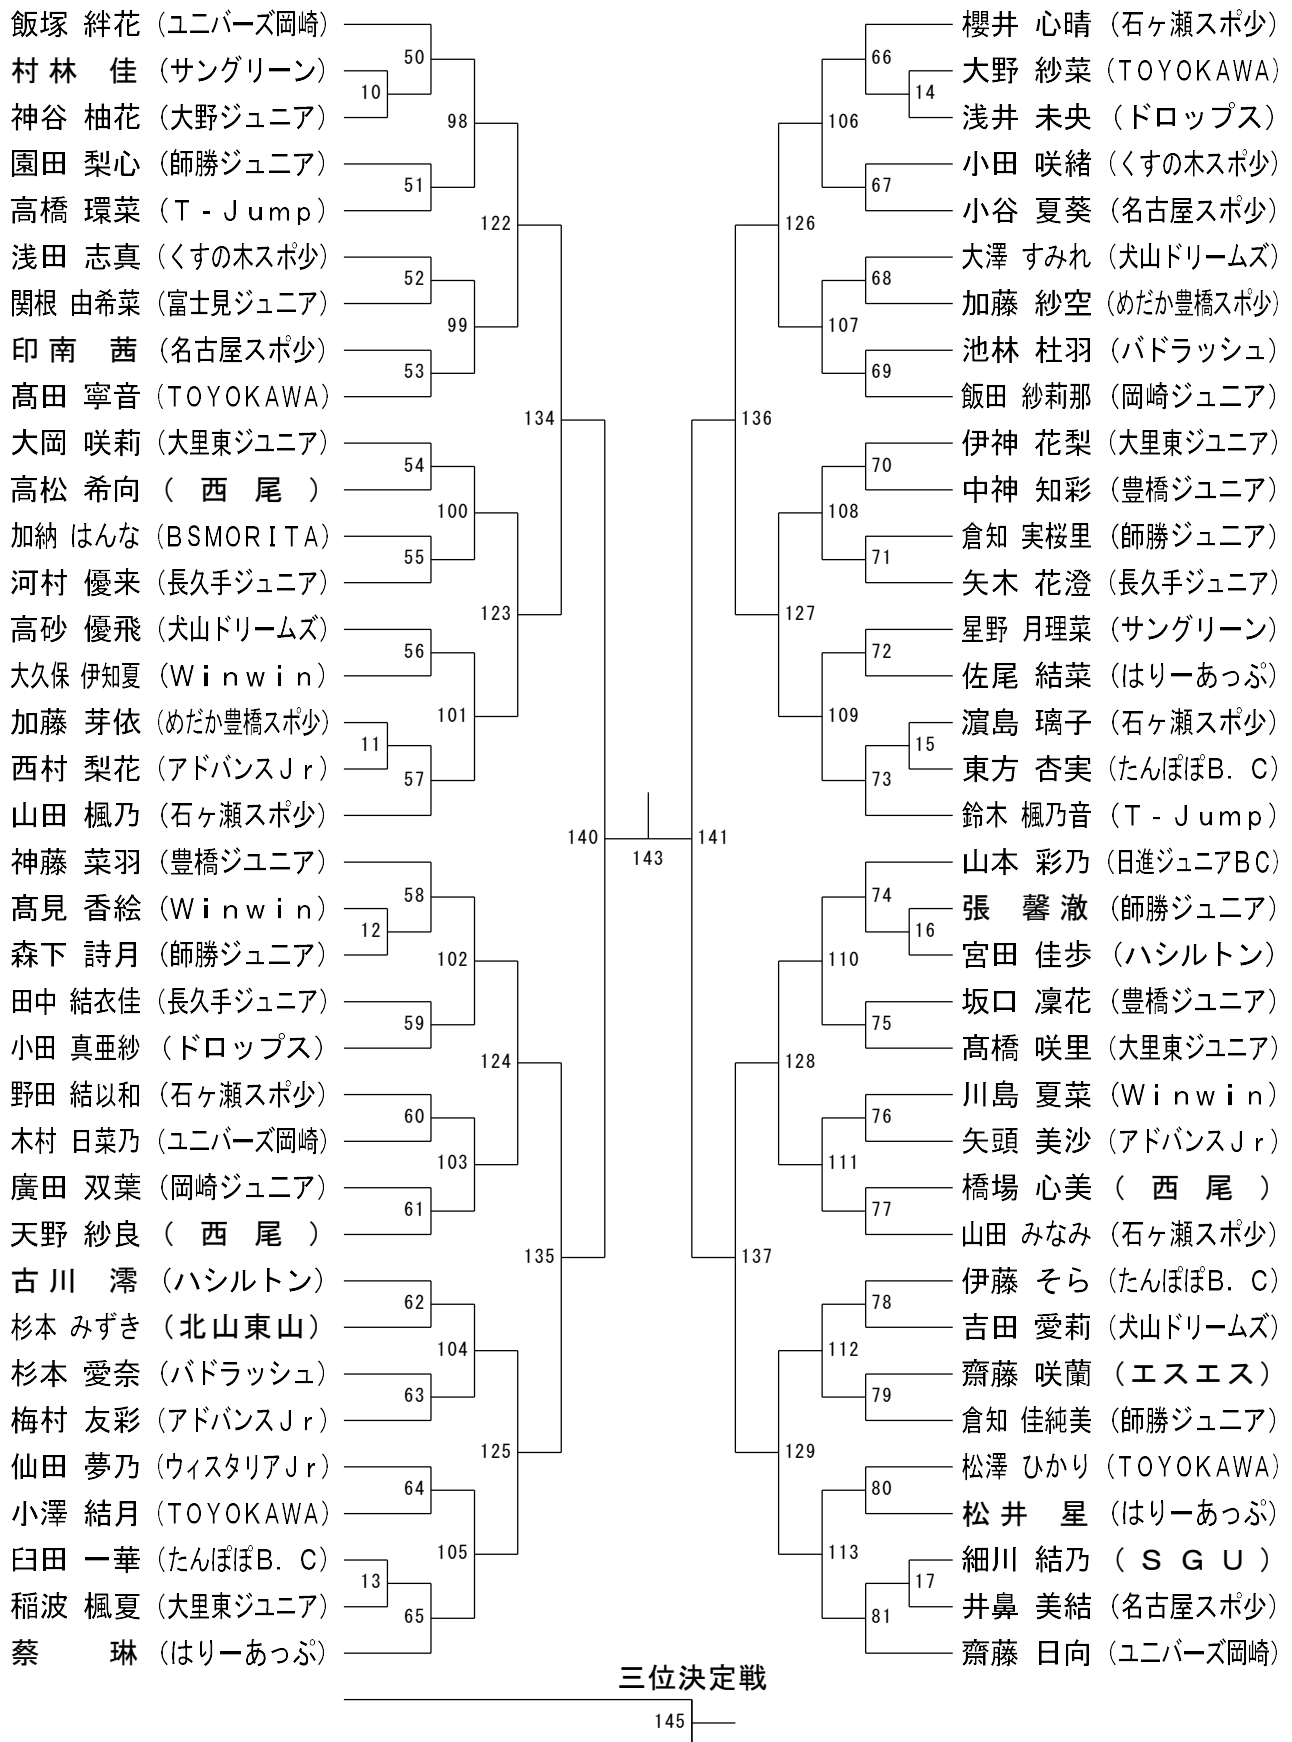 飯塚 絆花 (ユニバーズ岡崎)
村林 佳 (サングリーン)
神谷 柚花 (大野ジュニア)
園田 梨心 (師勝ジュニア)
高橋 環菜 (T-Jump)
浅田 志真 (くすの木スポ少)
関根 由希菜 (富士見ジュニア)
印南 茜 (名古屋スポ少)
髙田 寧音 (TOYOKAWA)
大岡 咲莉 (大里東ジユニア)
高松 希向 (西尾)
加納 はんな (BSMORITA)
河村 優来 (長久手ジュニア)
高砂 優飛 (犬山ドリームズ)
大久保 伊知夏 (Winwin)
加藤 芽依 (めだか豊橋スポ少)
西村 梨花 (アドバンスJr)
山田 楓乃 (石ヶ瀬スポ少)
神藤 菜羽 (豊橋ジユニア)
髙見 香絵 (Winwin)
森下 詩月 (師勝ジュニア)
田中 結衣佳 (長久手ジュニア)
小田 真亜紗 (ドロップス)
野田 結以和 (石ヶ瀬スポ少)
木村 日菜乃 (ユニバーズ岡崎)
廣田 双葉 (岡崎ジュニア)
天野 紗良 (西尾)
古川 澪 (ハシルトン)
杉本 みずき (北山東山)
杉本 愛奈 (バドラッシュ)
梅村 友彩 (アドバンスJr)
仙田 夢乃 (ウィスタリアJr)
小澤 結月 (TOYOKAWA)
臼田 一華 (たんぽぽB.C)
稲波 楓夏 (大里東ジユニア)
蔡 琳 (はりーあっぷ)
50
10
98
51
122
52
99
53
134
54
100
55
123
56
101
11
57
140
58
12
102
59
124
60
103
61
135
62
104
63
125
64
105
13
65
143
櫻井 心晴 (石ヶ瀬スポ少)
大野 紗菜 (TOYOKAWA)
浅井 未央 (ドロップス)
小田 咲緒 (くすの木スポ少)
小谷 夏葵 (名古屋スポ少)
大澤 すみれ (犬山ドリームズ)
加藤 紗空 (めだか豊橋スポ少)
池林 杜羽 (バドラッシュ)
飯田 紗莉那 (岡崎ジュニア)
伊神 花梨 (大里東ジユニア)
中神 知彩 (豊橋ジユニア)
倉知 実桜里 (師勝ジュニア)
矢木 花澄 (長久手ジュニア)
星野 月理菜 (サングリーン)
佐尾 結菜 (はりーあっぷ)
濵島 璃子 (石ヶ瀬スポ少)
東方 杏実 (たんぽぽB.C)
鈴木 楓乃音 (T-Jump)
山本 彩乃 (日進ジュニアBC)
張 馨澈 (師勝ジュニア)
宮田 佳歩 (ハシルトン)
坂口 凜花 (豊橋ジユニア)
髙橋 咲里 (大里東ジユニア)
川島 夏菜 (Winwin)
矢頭 美沙 (アドバンスJr)
橋場 心美 (西尾)
山田 みなみ (石ヶ瀬スポ少)
伊藤 そら (たんぽぽB.C)
吉田 愛莉 (犬山ドリームズ)
齋藤 咲蘭 (エスエス)
倉知 佳純美 (師勝ジュニア)
松澤 ひかり (TOYOKAWA)
松井 星 (はりーあっぷ)
細川 結乃 (SGU)
井鼻 美結 (名古屋スポ少)
齋藤 日向 (ユニバーズ岡崎)
66
14
106
67
126
68
107
69
136
70
108
71
127
72
109
15
73
141
74
16
110
75
128
76
111
77
137
78
112
79
129
80
113
17
81
三位決定戦
145